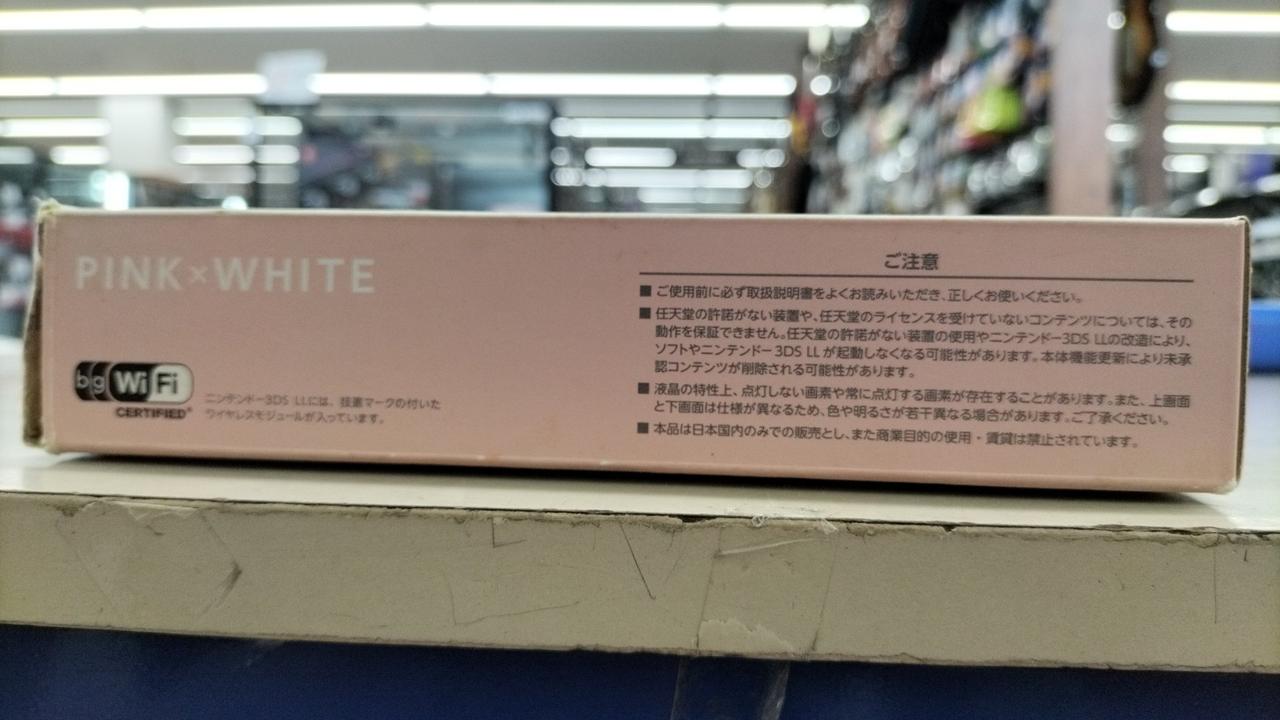 PINK×WHITE
bg Wi Fi
CERTIFIED®
ニンテンドー3DS LLには、技適マークの付いた
ワイヤレスモジュールが入っています。
ご注意
■ ご使用前に必ず取扱説明書をよくお読みいただき、正しくお使いください。
■ 任天堂の許諾がない装置や、任天堂のライセンスを受けていないコンテンツについては、その
動作を保証できません。任天堂の許諾がない装置の使用やニンテンドー3DS LLの改造により、
ソフトやニンテンドー3DS LL が起動しなくなる可能性があります。本体機能更新により未承
認コンテンツが削除される可能性があります。
■ 液晶の特性上、点灯しない画素や常に点灯する画素が存在することがあります。また、上画面
と下画面は仕様が異なるため、色や明るさが若干異なる場合があります。ご了承ください。
■ 本品は日本国内のみでの販売とし、また商業目的の使用・賃貸は禁止されています。